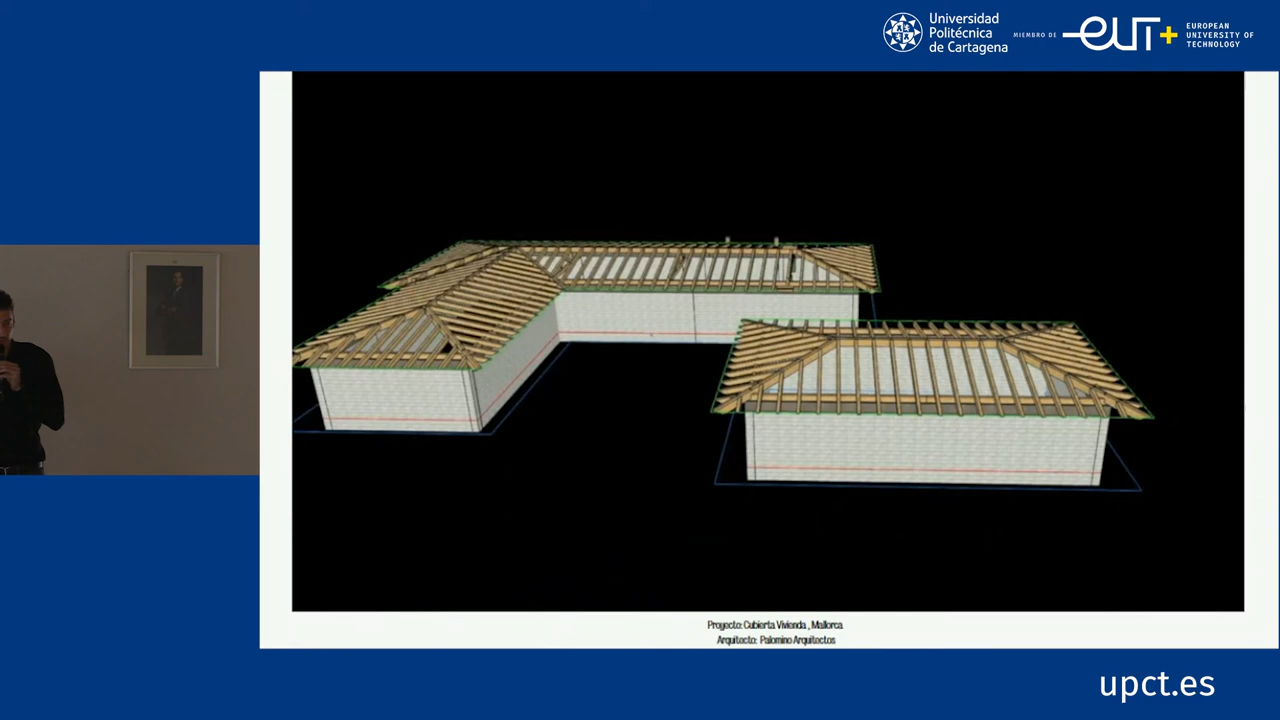 Universidad
Politécnica
de Cartagena
MIEMBRO DE
eut+
EUROPEAN
UNIVERSITY OF
TECHNOLOGY
Proyecto: Cubierta Vivienda , Mallorca
Arquitecto: Palomino Arquitectos
upct.es